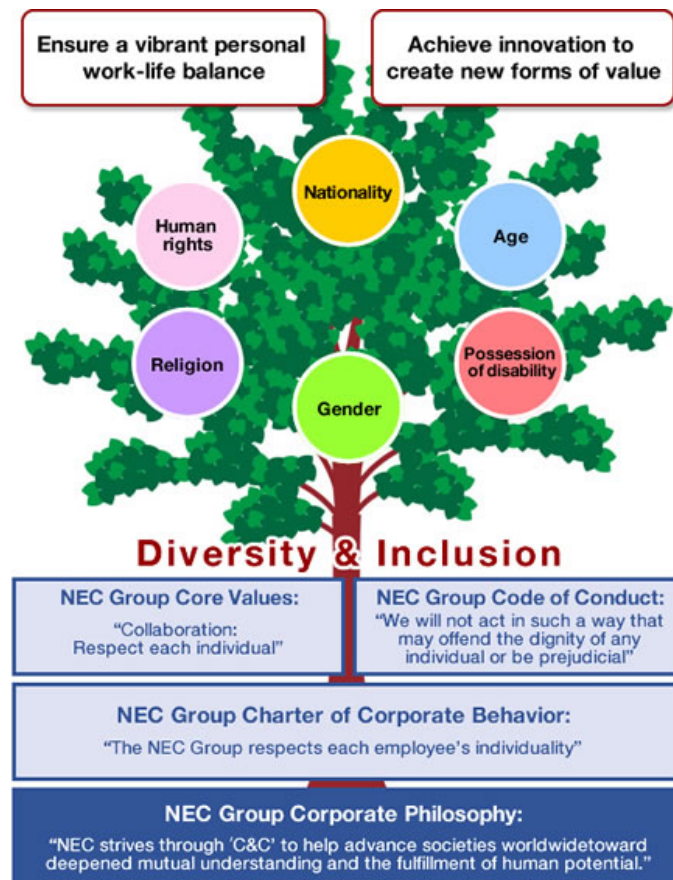 Ensure a vibrant personal
work-life balance
Achieve innovation to
create new forms of value
Nationality
Human
rights
Age
Religion
Gender
Possession
of disability
Diversity & Inclusion
NEC Group Core Values:
“Collaboration:
Respect each individual”
NEC Group Code of Conduct:
“We will not act in such a way that
may offend the dignity of any
individual or be prejudicial”
NEC Group Charter of Corporate Behavior:
“The NEC Group respects each employee’s individuality”
NEC Group Corporate Philosophy:
“NEC strives through ‘C&C’ to help advance societies worldwidetoward
deepened mutual understanding and the fulfillment of human potential.”